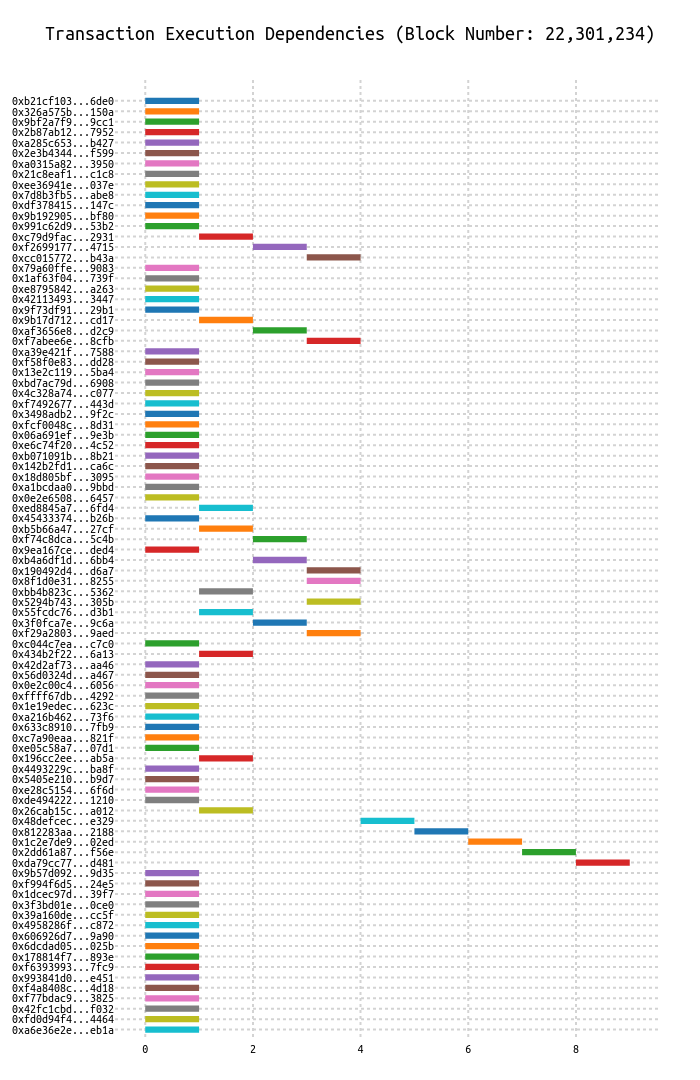 Transaction Execution Dependencies (Block Number: 22,301,234)
0xb21cf103...6de0
0x326a575b...150a
0x9bf2a7f9...9cc1
0x2b87ab12...7952
0xa285c653...b427
0x2e3b4344...f599
0xa0315a82...3950
0x21c8eaf1...c1c8
0xee36941e...037e
0x7d8b3fb5...abe8
0xdf378415...147c
0x9b192905...bf80
0x991c62d9...53b2
0xc79d9fac...2931
0xf2699177...4715
0xcc015772...b43a
0x79a60ffe...9083
0x1af63f04...739f
0xe8795842...a263
0x42113493...3447
0x9f73df91...29b1
0x9b17d712...cd17
0xaf3656e8...d2c9
0xf7abee6e...8cfb
0xa39e421f...7588
0xf58f0e83...dd28
0x13e2c119...5ba4
0xbd7ac79d...6908
0x4c328a74...c077
0xf7492677...443d
0x3498adb2...9f2c
0xfcf0048c...8d31
0x06a691ef...9e3b
0xe6c74f20...4c52
0xb071091b...8b21
0x142b2fd1...ca6c
0x18d805bf...3095
0xa1bcdaa0...9bbd
0x0e2e6508...6457
0xed8845a7...6fd4
0x45433374...b26b
0xb5b66a47...27cf
0xf74c8dca...5c4b
0x9ea167ce...ded4
0xb4a6df1d...6bb4
0x190492d4...d6a7
0x8f1d0e31...8255
0xbb4b823c...5362
0x5294b743...305b
0x55fcdc76...d3b1
0x3f0fca7e...9c6a
0xf29a2803...9aed
0xc044c7ea...c7c0
0x434b2f22...6a13
0x42d2af73...aa46
0x56d0324d...a467
0x0e2c00c4...6056
0xffff67db...4292
0x1e19edec...623c
0xa216b462...73f6
0x633c8910...7fb9
0xc7a90eaa...821f
0xe05c58a7...07d1
0x196cc2ee...ab5a
0x4493229c...ba8f
0x5405e210...b9d7
0xe28c5154...6f6d
0xde494222...1210
0x26cab15c...a012
0x48defcec...e329
0x812283aa...2188
0x1c2e7de9...02ed
0x2dd61a87...f56e
0xda79cc77...d481
0x9b57d092...9d35
0xf994f6d5...24e5
0x1dcec97d...39f7
0x3f3bd01e...0ce0
0x39a160de...cc5f
0x4958286f...c872
0x606926d7...9a90
0x6dcdad05...025b
0x178814f7...893e
0xf6393993...7fc9
0x993841d0...e451
0xf4a8408c...4d18
0xf77bdac9...3825
0x42fc1cbd...f032
0xfd0d94f4...4464
0xa6e36e2e...eb1a
0 2 4 6 8